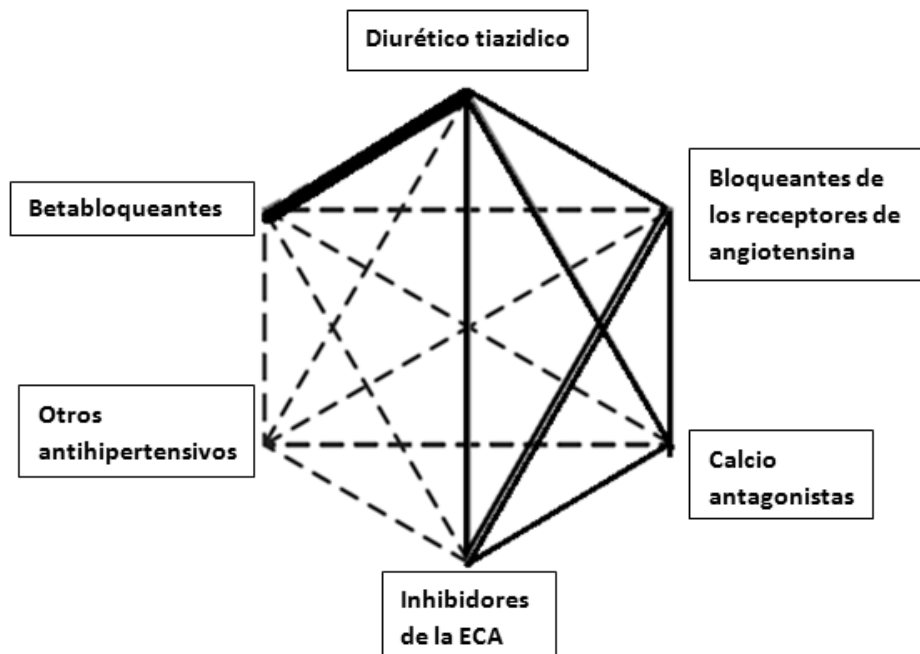 Diurético tiazidico
Betabloqueantes
Bloqueantes de
los receptores de
angiotensina
Otros
antihipertensivos
Calcio
antagonistas
Inhibidores
de la ECA